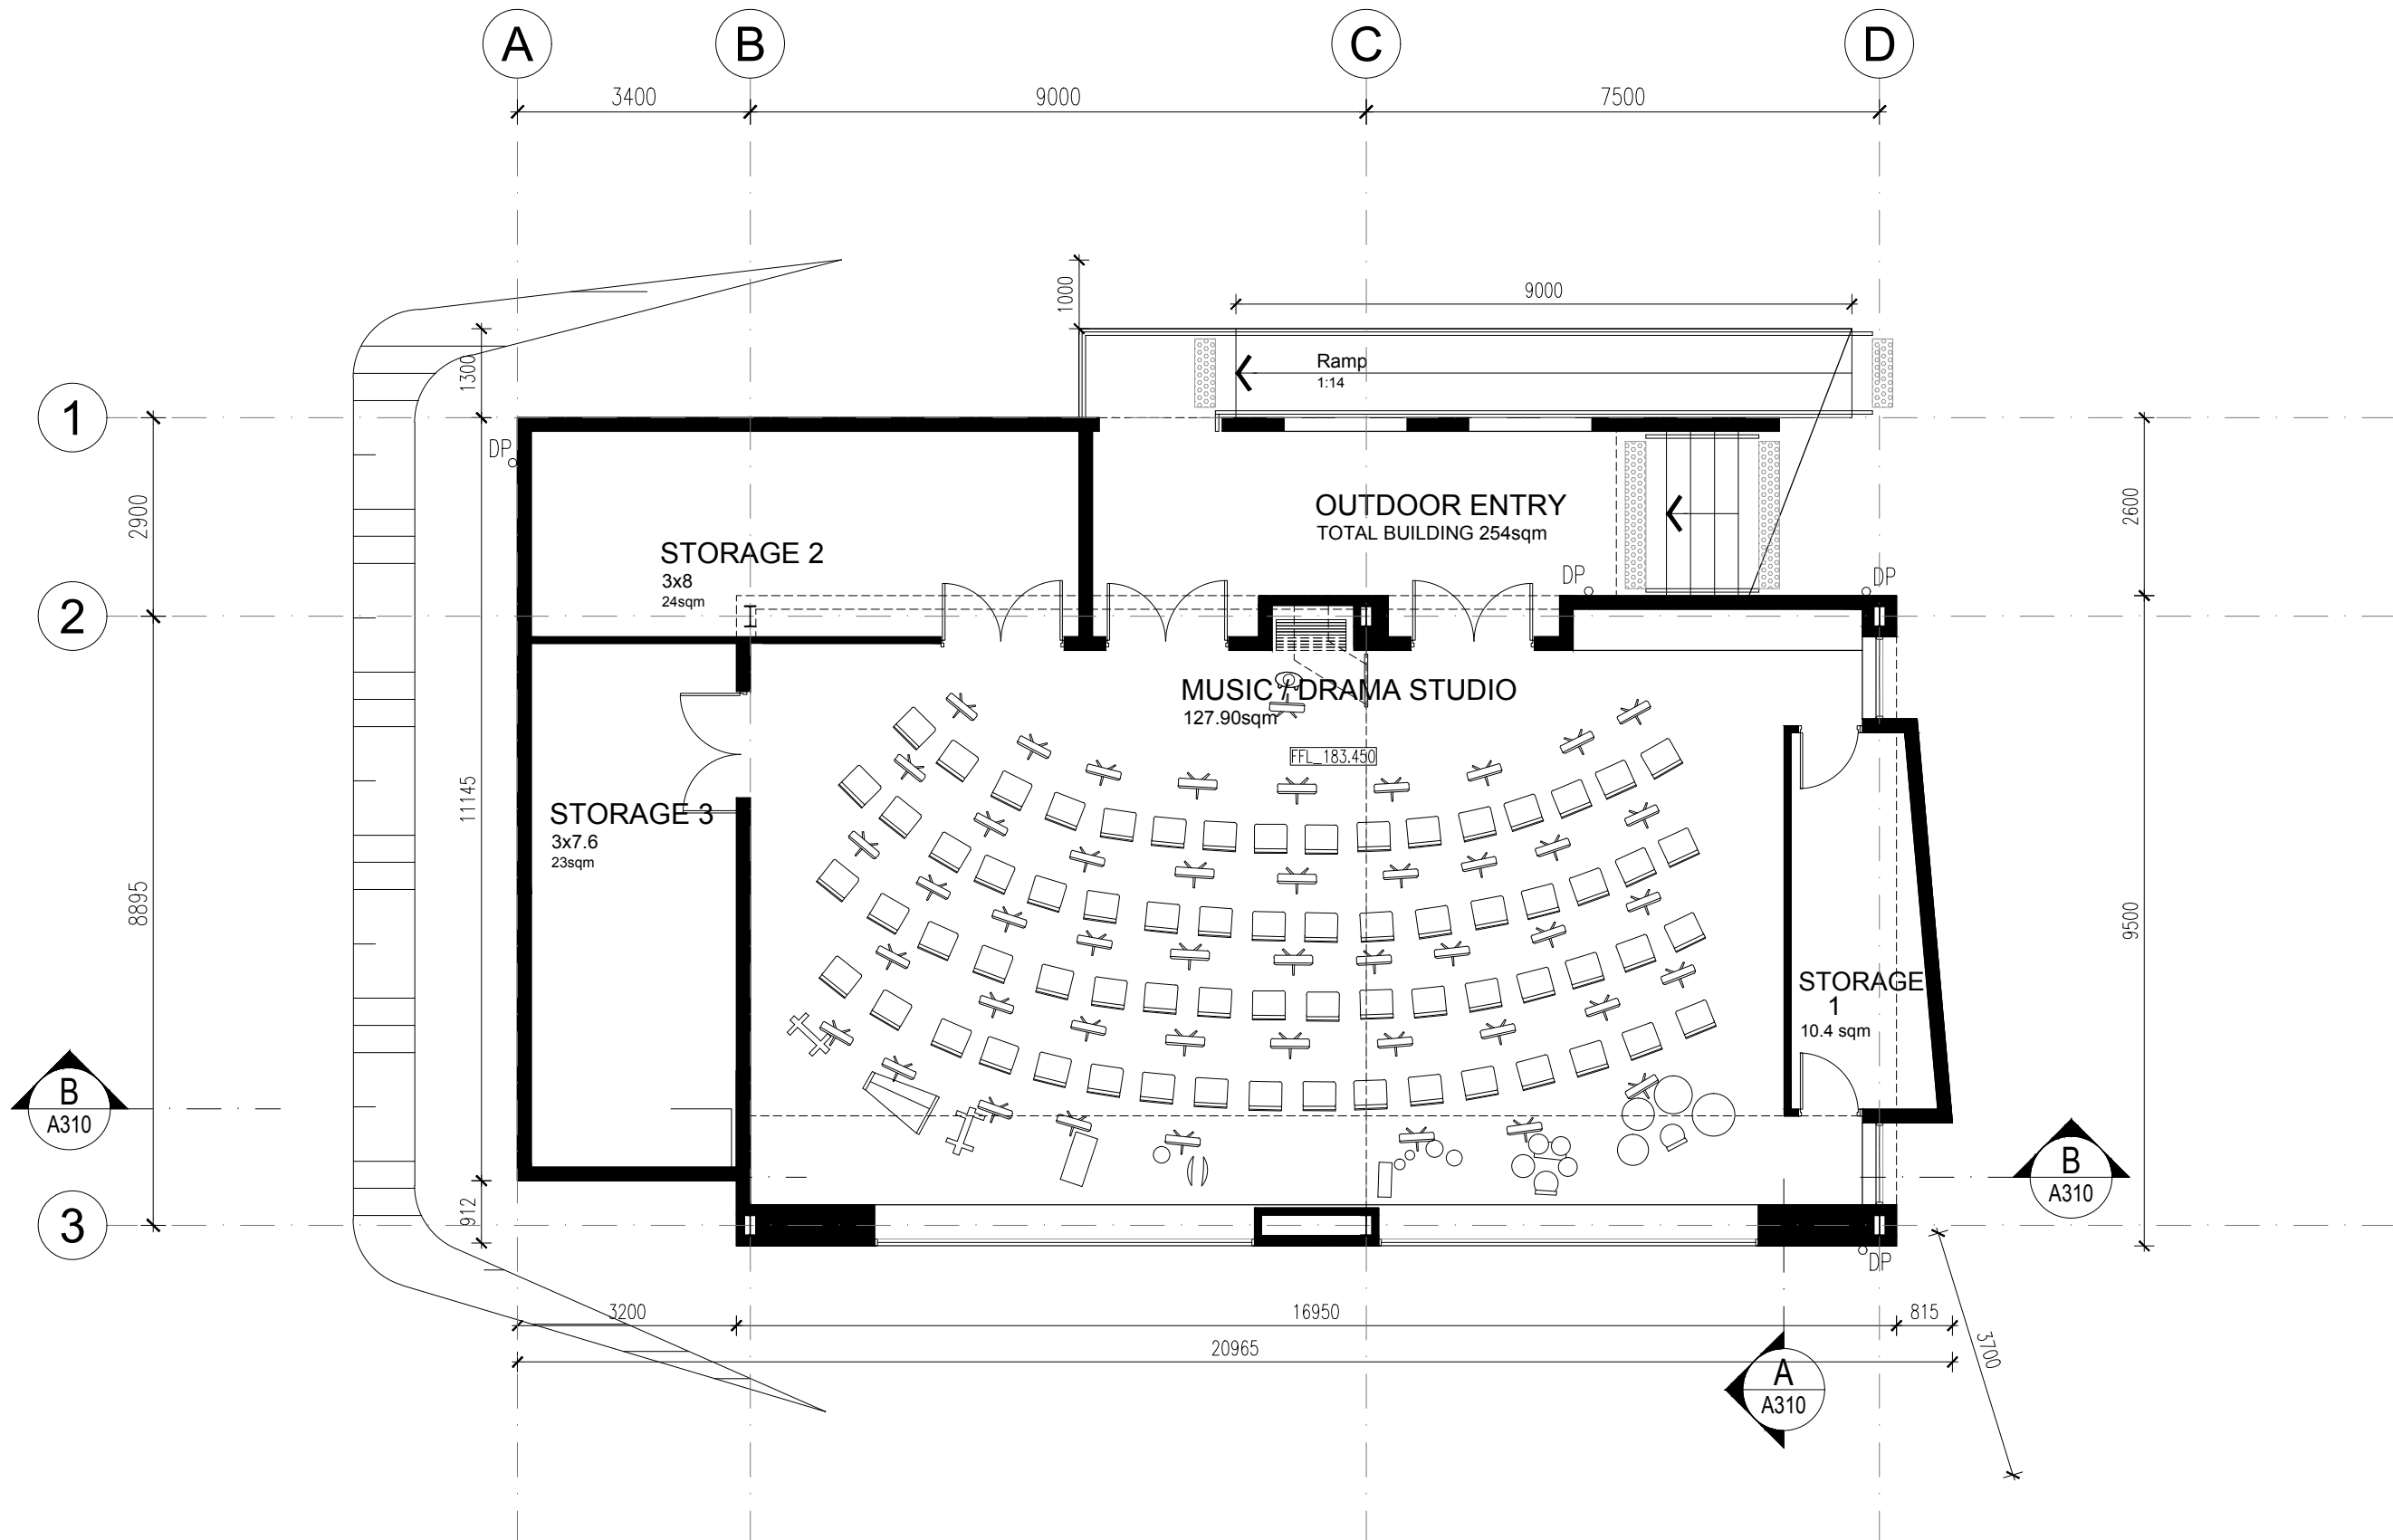 A
B
C
D
3400
9000
7500
1000
9000
1300
Ramp
1:14
1
DP
2900
2600
OUTDOOR ENTRY
TOTAL BUILDING 254sqm
STORAGE 2
3x8
24sqm
DP
DP
2
MUSIC / DRAMA STUDIO
127.90sqm
FFL_183.450
11145
STORAGE 3
3x7.6
23sqm
8895
9500
STORAGE
1
10.4 sqm
B
A310
B
A310
912
3
DP
3200
16950
815
20965
3700
A
A310